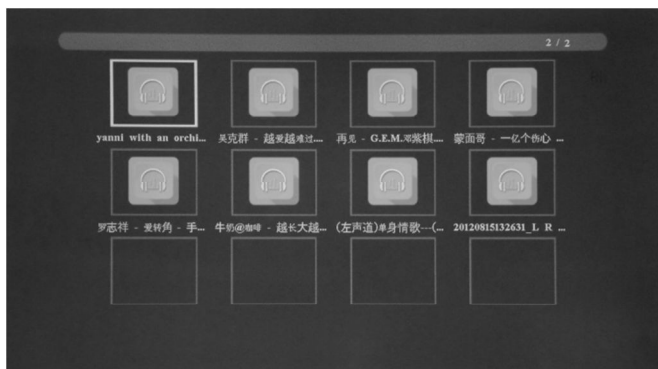 2 / 2
yanni with an orchi...
吴克群 - 越爱越难过....
再见 - G.E.M.邓紫棋....
蒙面哥 - 一亿个伤心 ...
罗志祥 - 爱转角 - 手...
牛奶@咖啡 - 越长大越...
(左声道)单身情歌---(...
20120815132631_L R ...